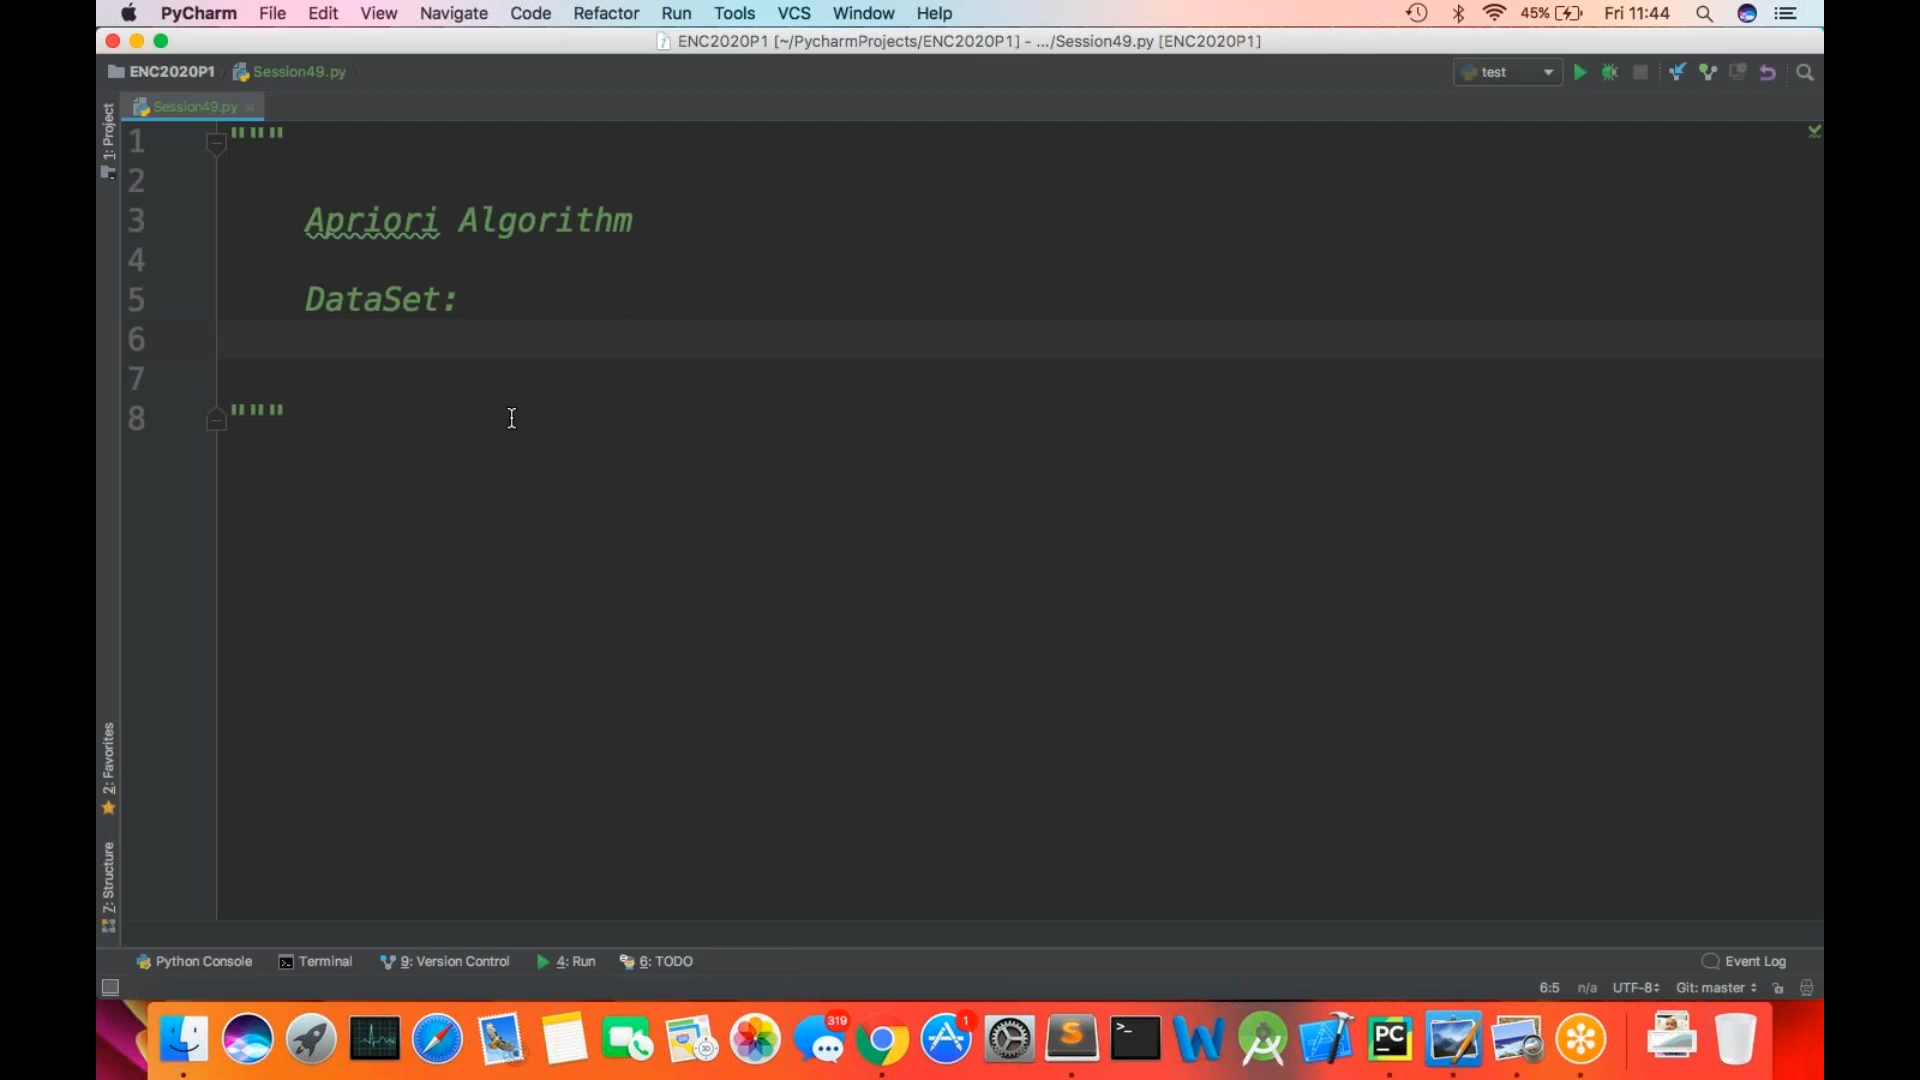 PyCharm File Edit View Navigate Code Refactor Run Tools VCS Window Help 45% Fri 11:44
ENC2020P1 [~/PycharmProjects/ENC2020P1] - .../Session49.py [ENC2020P1]
ENC2020P1 Session49.py test
1: Project
Session49.py
1 """
2
3 Apriori Algorithm
4
5 DataSet:
6
7
8 """
2: Favorites
7: Structure
Python Console Terminal 9: Version Control 4: Run 6: TODO Event Log
6:5 n/a UTF-8 Git: master
319 1 S >_ W PC